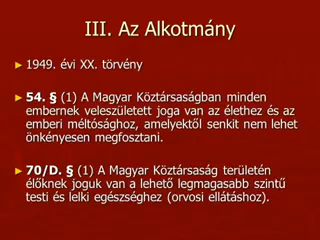 III. Az Alkotmány
► 1949. évi XX. törvény
► 54. § (1) A Magyar Köztársaságban minden
embernek veleszületett joga van az élethez és az
emberi méltósághoz, amelyektől senkit nem lehet
önkényesen megfosztani.
► 70/D. § (1) A Magyar Köztársaság területén
élőknek joguk van a lehető legmagasabb szintű
testi és lelki egészséghez (orvosi ellátáshoz).